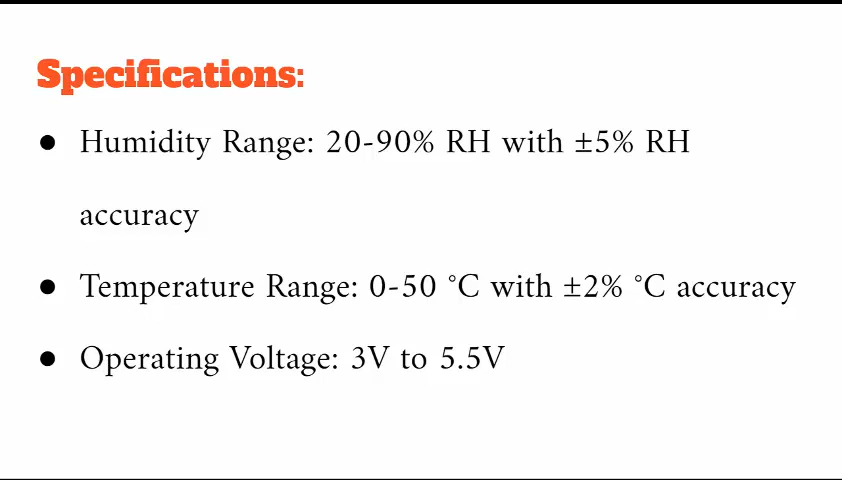 Specifications:
● Humidity Range: 20-90% RH with ±5% RH
accuracy
● Temperature Range: 0-50 °C with ±2% °C accuracy
● Operating Voltage: 3V to 5.5V